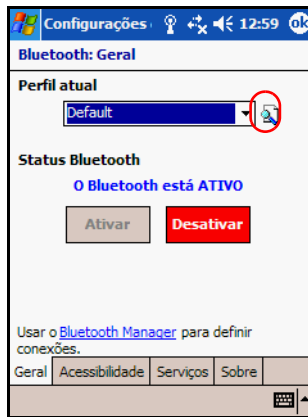 Configurações 12:59 ok
Bluetooth: Geral
Perfil atual
Default
Status Bluetooth
O Bluetooth está ATIVO
Ativar Desativar
Usar o Bluetooth Manager para definir
conexões.
Geral Acessibilidade Serviços Sobre